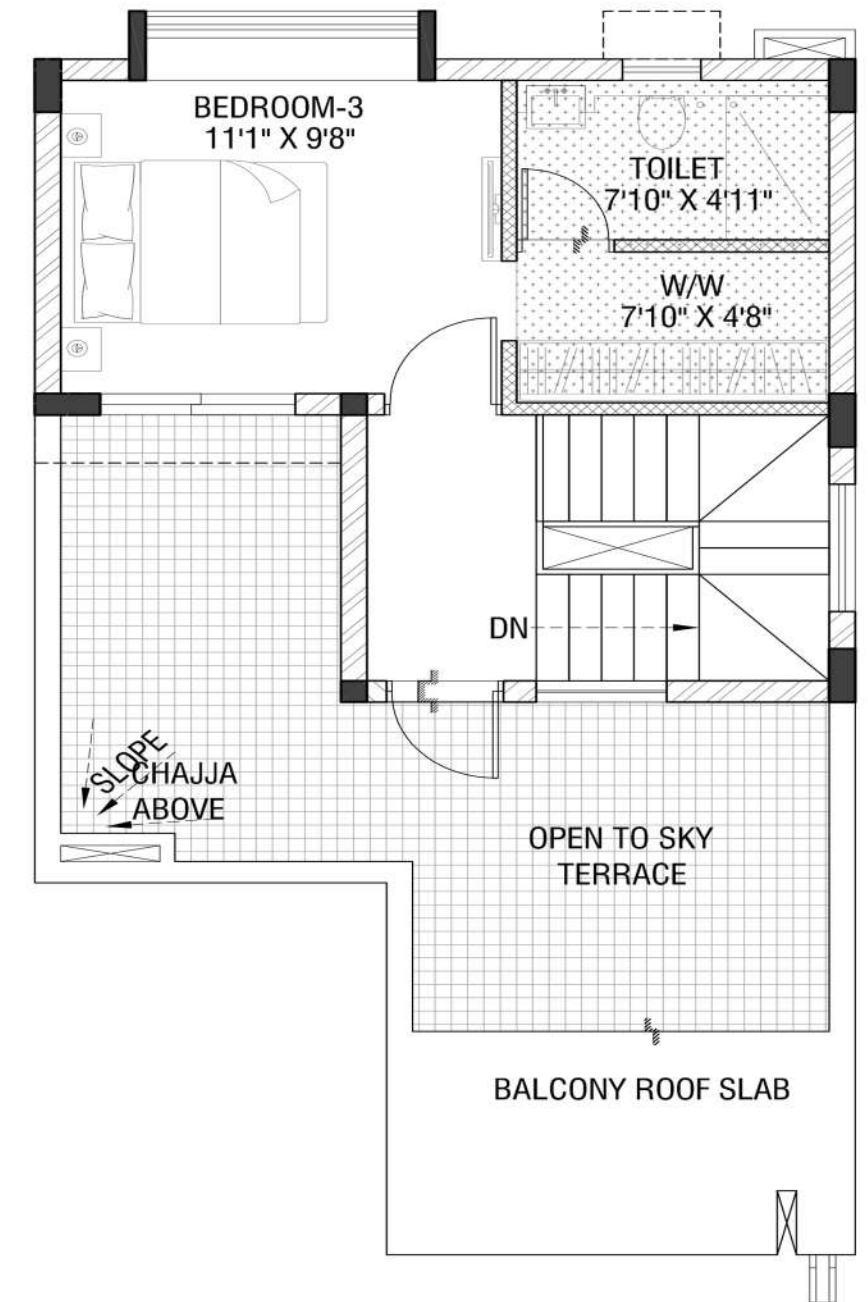 BEDROOM-3
11'1" X 9'8"
TOILET
7'10" X 4'11"
W/W
7'10" X 4'8"
DN
SLOPE
CHAJJA
ABOVE
OPEN TO SKY
TERRACE
BALCONY ROOF SLAB